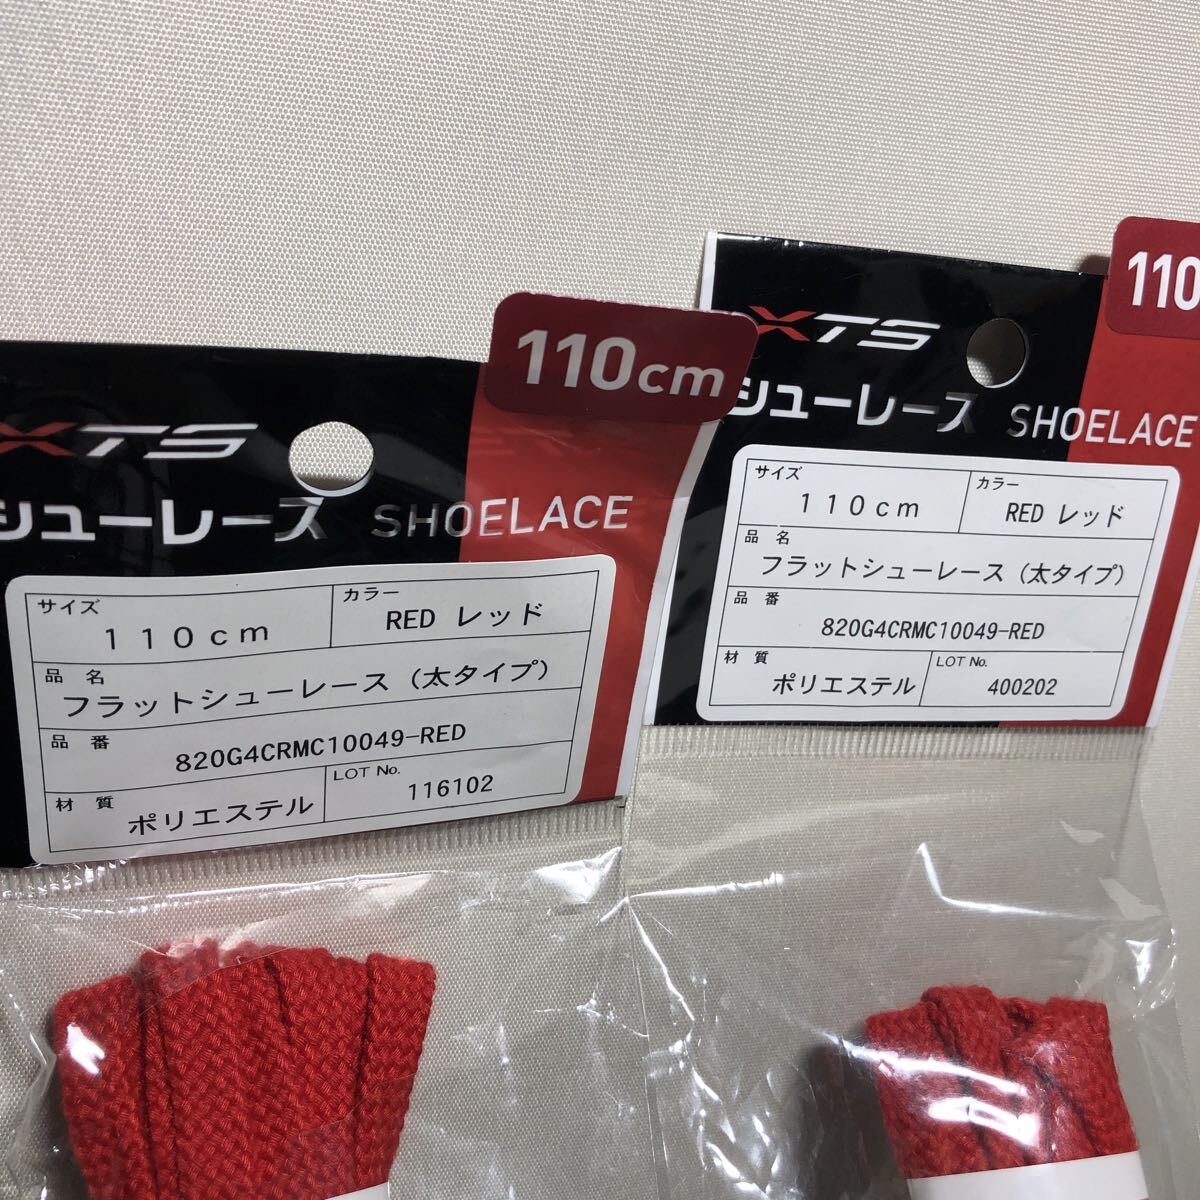 110cm
XTS
シューレース SHOELACE
サイズ
110cm
カラー
RED レッド
品名
フラットシューレース(太タイプ)
品番
820G4CRMC10049-RED
材質
ポリエステル
LOT No.
116102
110
XTS
シューレース SHOELACE
サイズ
110cm
カラー
RED レッド
品名
フラットシューレース(太タイプ)
品番
820G4CRMC10049-RED
材質
ポリエステル
LOT No.
400202